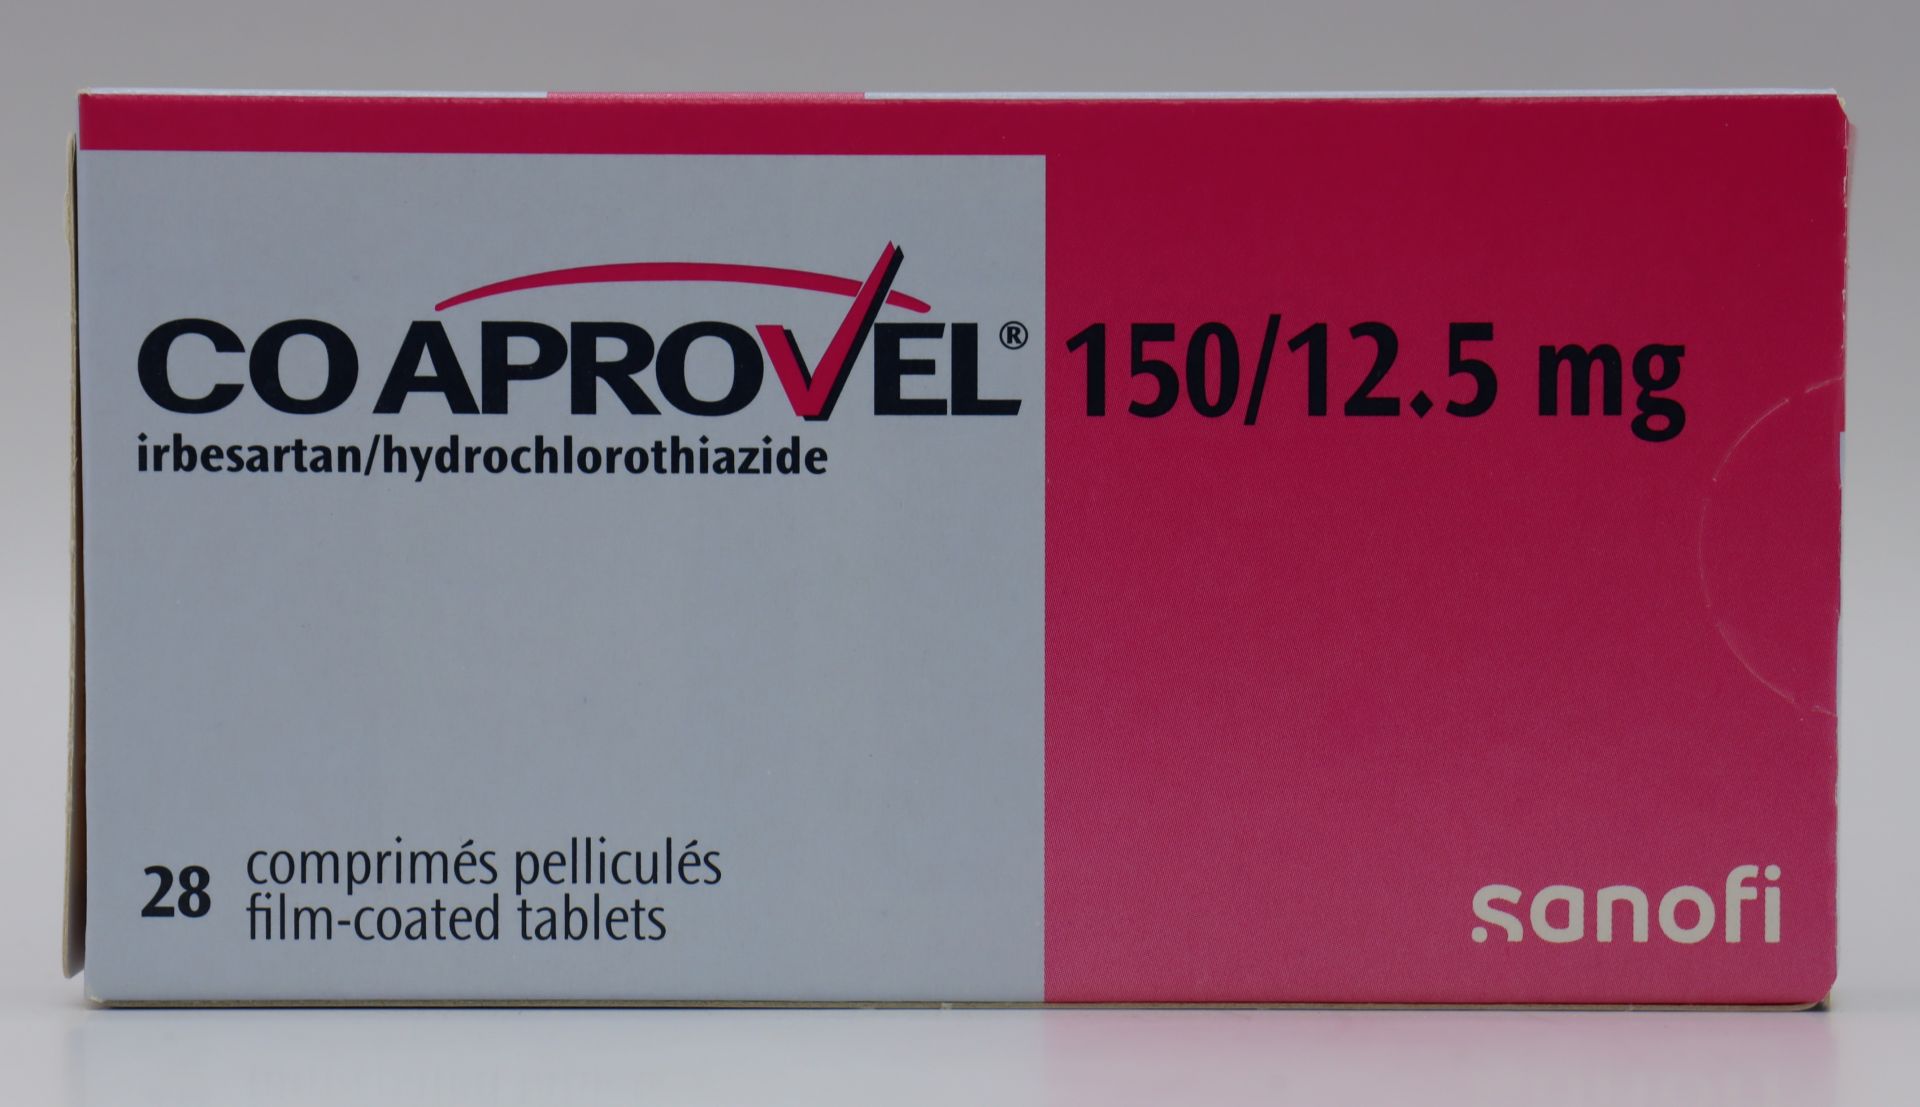 CO APROVEL® 150/12.5 mg
irbesartan/hydrochlorothiazide
28 comprimés pelliculés
film-coated tablets
sanofi